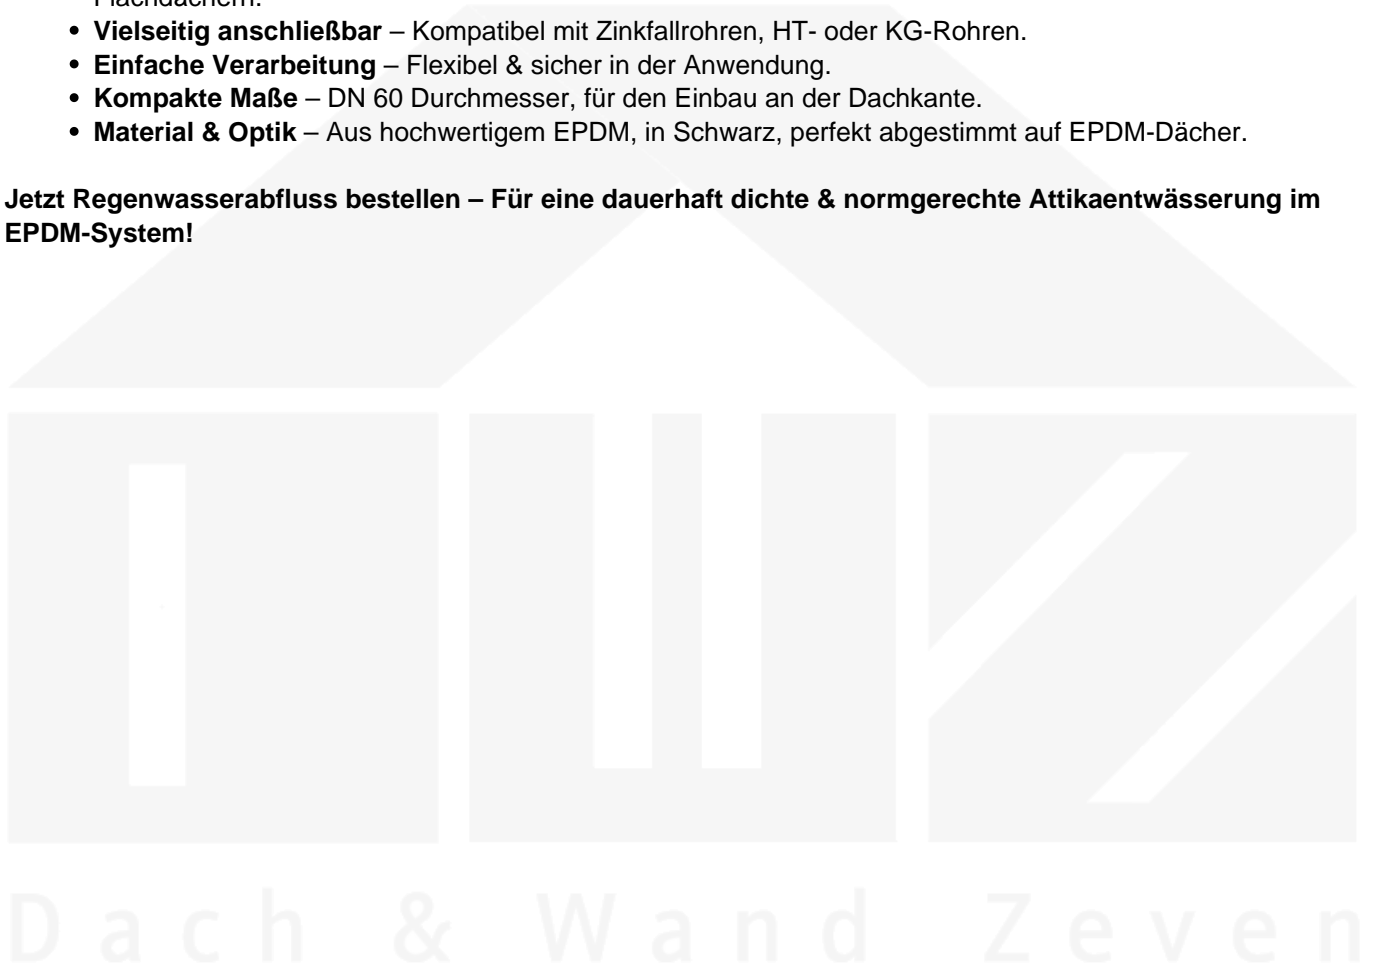 Flachdächern.
• Vielseitig anschließbar – Kompatibel mit Zinkfallrohren, HT- oder KG-Rohren.
• Einfache Verarbeitung – Flexibel & sicher in der Anwendung.
• Kompakte Maße – DN 60 Durchmesser, für den Einbau an der Dachkante.
• Material & Optik – Aus hochwertigem EPDM, in Schwarz, perfekt abgestimmt auf EPDM-Dächer.
Jetzt Regenwasserabfluss bestellen – Für eine dauerhaft dichte & normgerechte Attikaentwässerung im
EPDM-System!
Dach & Wand Zeven